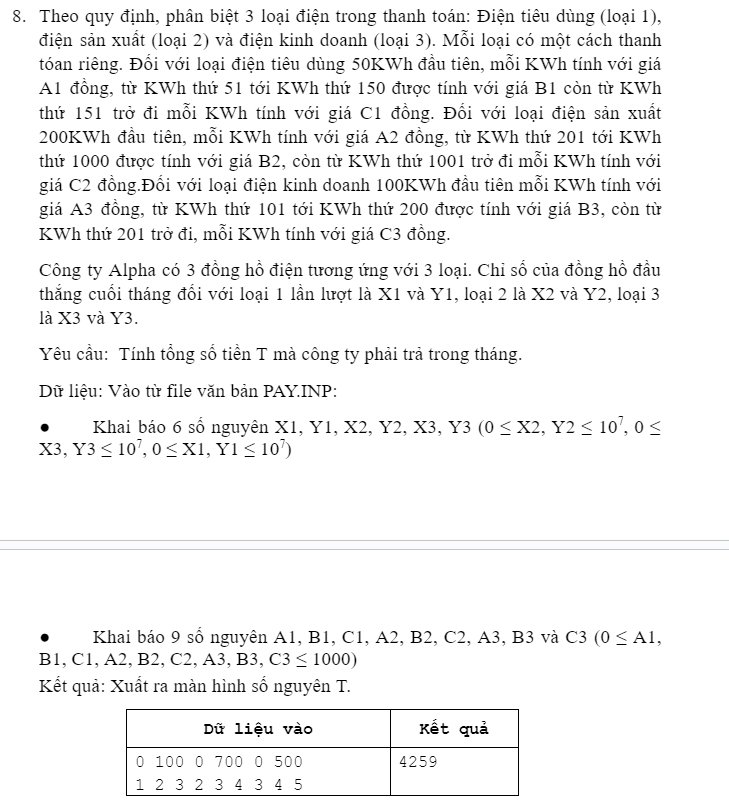 8. Theo quy định, phân biệt 3 loại điện trong thanh toán: Điện tiêu dùng (loại 1),
điện sản xuất (loại 2) và điện kinh doanh (loại 3). Mỗi loại có một cách thanh
tóan riêng. Đối với loại điện tiêu dùng 50KWh đầu tiên, mỗi KWh tính với giá
A1 đồng, từ KWh thứ 51 tới KWh thứ 150 được tính với giá B1 còn từ KWh
thứ 151 trở đi mỗi KWh tính với giá C1 đồng. Đối với loại điện sản xuất
200KWh đầu tiên, mỗi KWh tính với giá A2 đồng, từ KWh thứ 201 tới KWh
thứ 1000 được tính với giá B2, còn từ KWh thứ 1001 trở đi mỗi KWh tính với
giá C2 đồng.Đối với loại điện kinh doanh 100KWh đầu tiên mỗi KWh tính với
giá A3 đồng, từ KWh thứ 101 tới KWh thứ 200 được tính với giá B3, còn từ
KWh thứ 201 trở đi, mỗi KWh tính với giá C3 đồng.
Công ty Alpha có 3 đồng hồ điện tương ứng với 3 loại. Chỉ số của đồng hồ đầu
thắng cuối tháng đối với loại 1 lần lượt là X1 và Y1, loại 2 là X2 và Y2, loại 3
là X3 và Y3.
Yêu cầu: Tính tổng số tiền T mà công ty phải trả trong tháng.
Dữ liệu: Vào từ file văn bản PAY.INP:
● Khai báo 6 số nguyên X1, Y1, X2, Y2, X3, Y3 (0 ≤ X2, Y2 ≤ 10⁷, 0 ≤
X3, Y3 ≤ 10⁷, 0 ≤ X1, Y1 ≤ 10⁷)
● Khai báo 9 số nguyên A1, B1, C1, A2, B2, C2, A3, B3 và C3 (0 ≤ A1,
B1, C1, A2, B2, C2, A3, B3, C3 ≤ 1000)
Kết quả: Xuất ra màn hình số nguyên T.
Dữ liệu vào Kết quả
0 100 0 700 0 500 4259
1 2 3 2 3 4 3 4 5